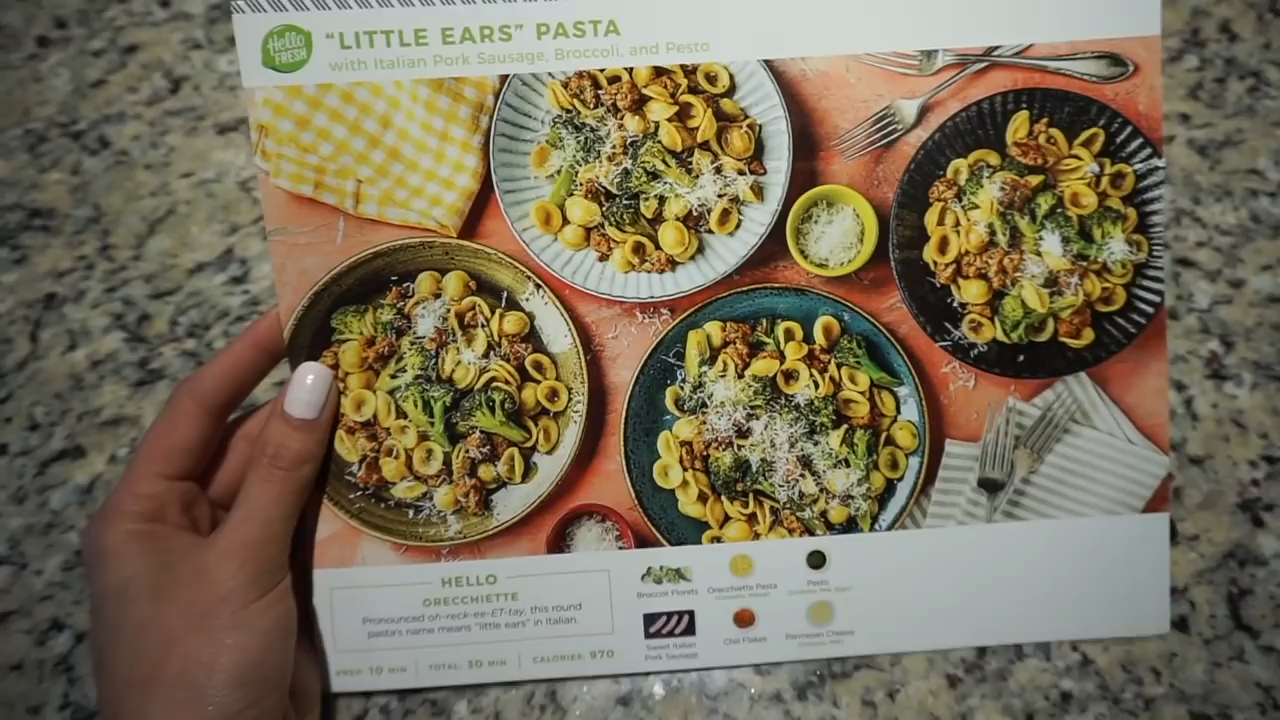 Hello
FRESH
"LITTLE EARS" PASTA
with Italian Pork Sausage, Broccoli, and Pesto
HELLO
ORECCHIETTE
Pronounced oh-reck-ee-ET-tay, this round
pasta's name means "little ears" in Italian.
PREP: 10 MIN
TOTAL: 30 MIN
CALORIES: 970
Broccoli Florets
Orecchiette Pasta
Pesto
Sweet Italian
Pork Sausage
Chili Flakes
Parmesan Cheese